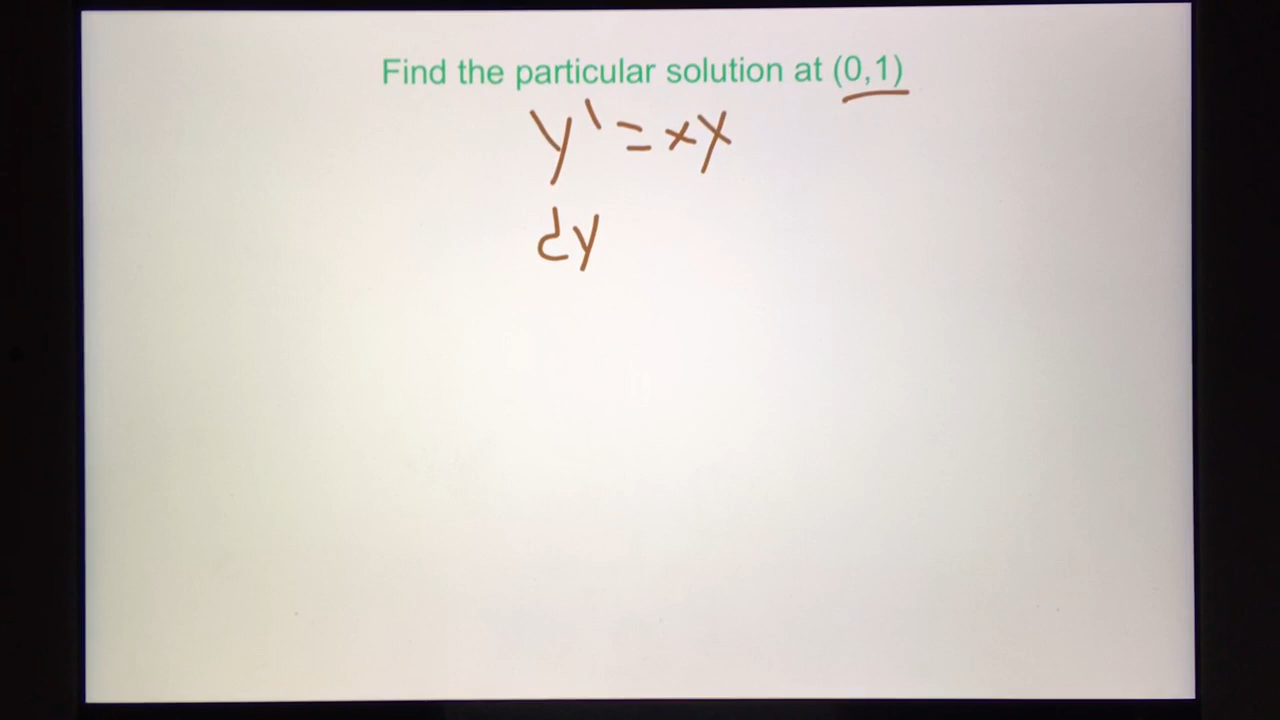 Find the particular solution at (0,1)
y' = xy
dy